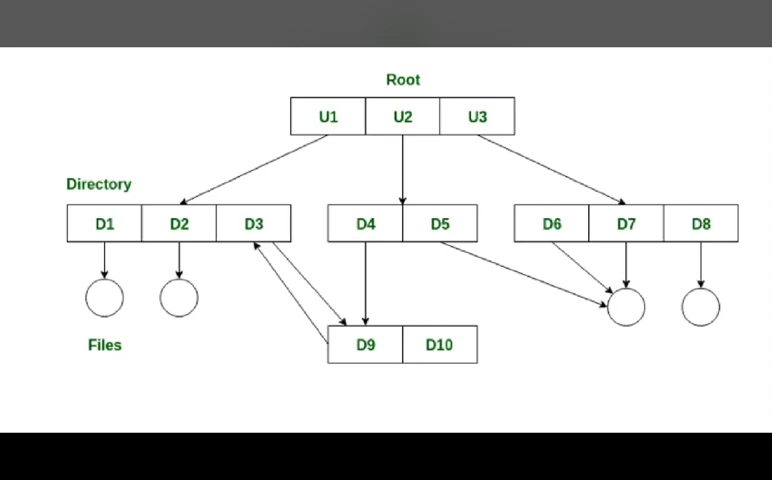 Root
U1 U2 U3
Directory
D1 D2 D3 D4 D5 D6 D7 D8
Files
D9 D10